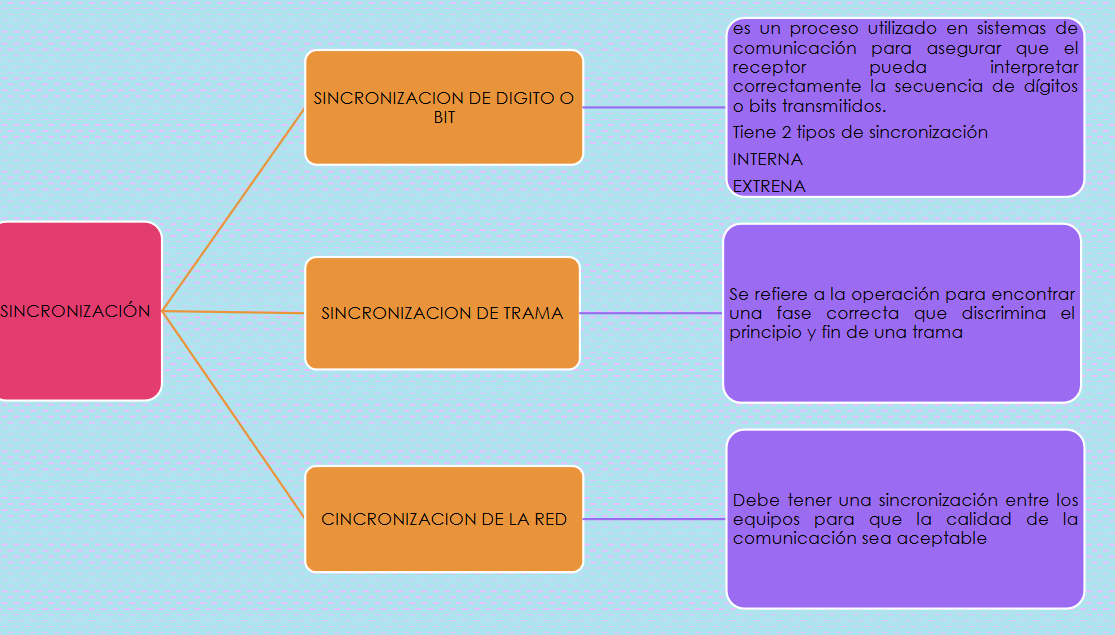 SINCRONIZACIÓN
SINCRONIZACION DE DIGITO O
BIT
es un proceso utilizado en sistemas de
comunicación para asegurar que el
receptor pueda interpretar
correctamente la secuencia de dígitos
o bits transmitidos.
Tiene 2 tipos de sincronización
INTERNA
EXTRENA
SINCRONIZACION DE TRAMA
Se refiere a la operación para encontrar
una fase correcta que discrimina el
principio y fin de una trama
CINCRONIZACION DE LA RED
Debe tener una sincronización entre los
equipos para que la calidad de la
comunicación sea aceptable